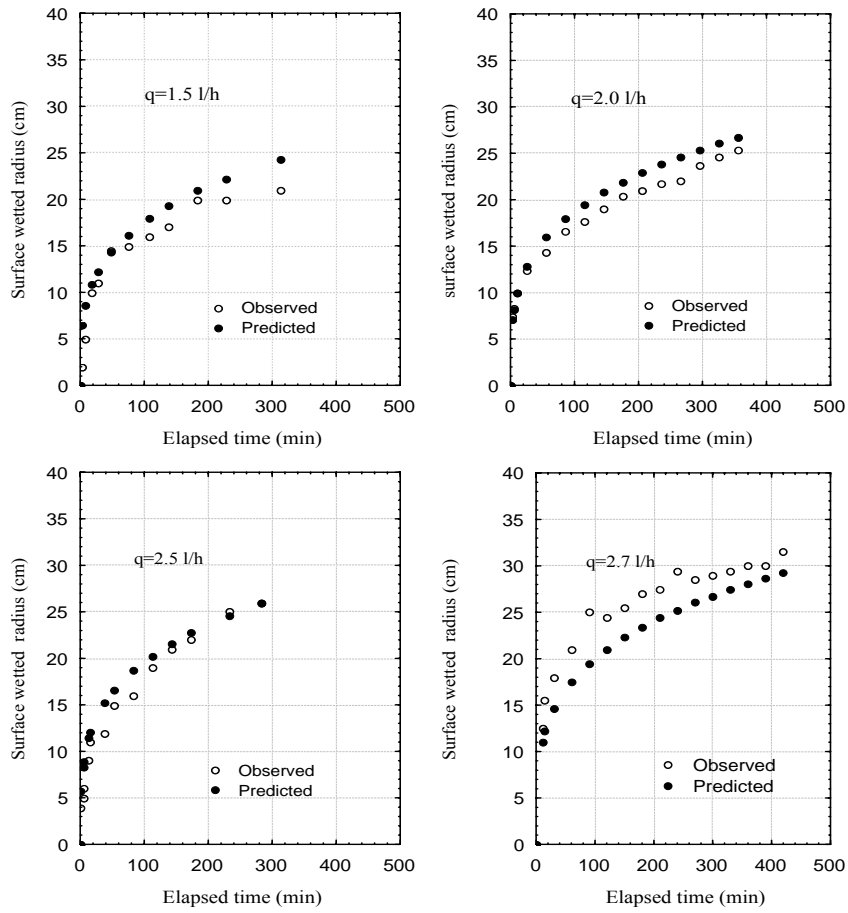 40
35
30
25
20
15
10
5
0
Surface wetted radius (cm)
q=1.5 l/h
Observed
Predicted
0 100 200 300 400 500
Elapsed time (min)
40
35
30
25
20
15
10
5
0
surface wetted radius (cm)
q=2.0 l/h
Observed
Predicted
0 100 200 300 400 500
Elapsed time (min)
40
35
30
25
20
15
10
5
0
Surface wetted radius (cm)
q=2.5 l/h
Observed
Predicted
0 100 200 300 400 500
Elapsed time (min)
40
35
30
25
20
15
10
5
0
Surface wetted radius (cm)
q=2.7 l/h
Observed
Predicted
0 100 200 300 400 500
Elapsed time (min)